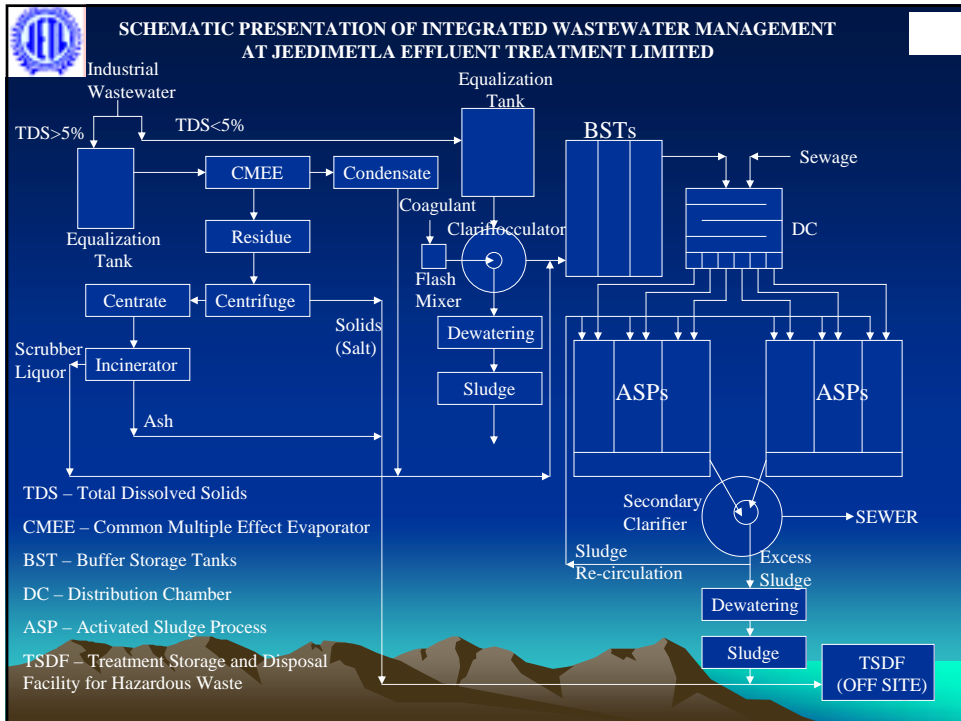 SCHEMATIC PRESENTATION OF INTEGRATED WASTEWATER MANAGEMENT
AT JEEDIMETLA EFFLUENT TREATMENT LIMITED
JETL
Industrial
Wastewater
TDS>5%
TDS<5%
Equalization
Tank
Equalization
Tank
CMEE
Condensate
Residue
Centrifuge
Centrate
Incinerator
Scrubber
Liquor
Ash
Solids
(Salt)
Coagulant
Flash
Mixer
Clariflocculator
Dewatering
Sludge
BSTs
Sewage
DC
ASPs
ASPs
Secondary
Clarifier
SEWER
Sludge
Re-circulation
Excess
Sludge
Dewatering
Sludge
TSDF
(OFF SITE)
TDS – Total Dissolved Solids
CMEE – Common Multiple Effect Evaporator
BST – Buffer Storage Tanks
DC – Distribution Chamber
ASP – Activated Sludge Process
TSDF – Treatment Storage and Disposal
Facility for Hazardous Waste